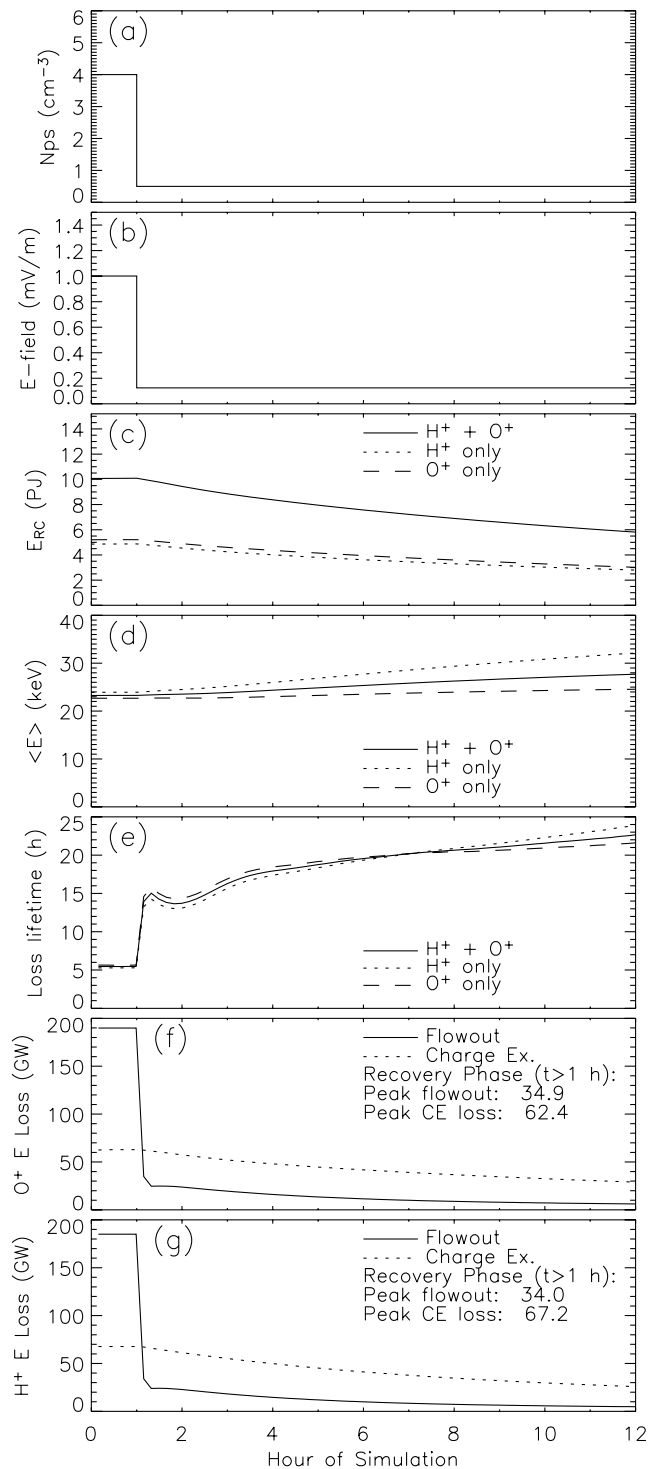 (a)
Nps (cm⁻³)
6
5
4
3
2
1
0
(b)
E-field (mV/m)
1.4
1.2
1.0
0.8
0.6
0.4
0.2
0.0
(c)
E_RC (PJ)
14
12
10
8
6
4
2
0
H⁺ + O⁺
H⁺ only
O⁺ only
(d)
<E> (keV)
40
30
20
10
0
H⁺ + O⁺
H⁺ only
O⁺ only
(e)
Loss lifetime (h)
25
20
15
10
5
0
H⁺ + O⁺
H⁺ only
O⁺ only
(f)
O⁺ E Loss (GW)
200
150
100
50
0
Flowout
Charge Ex.
Recovery Phase (t>1 h):
Peak flowout: 34.9
Peak CE loss: 62.4
(g)
H⁺ E Loss (GW)
200
150
100
50
0
Flowout
Charge Ex.
Recovery Phase (t>1 h):
Peak flowout: 34.0
Peak CE loss: 67.2
0 2 4 6 8 10 12
Hour of Simulation